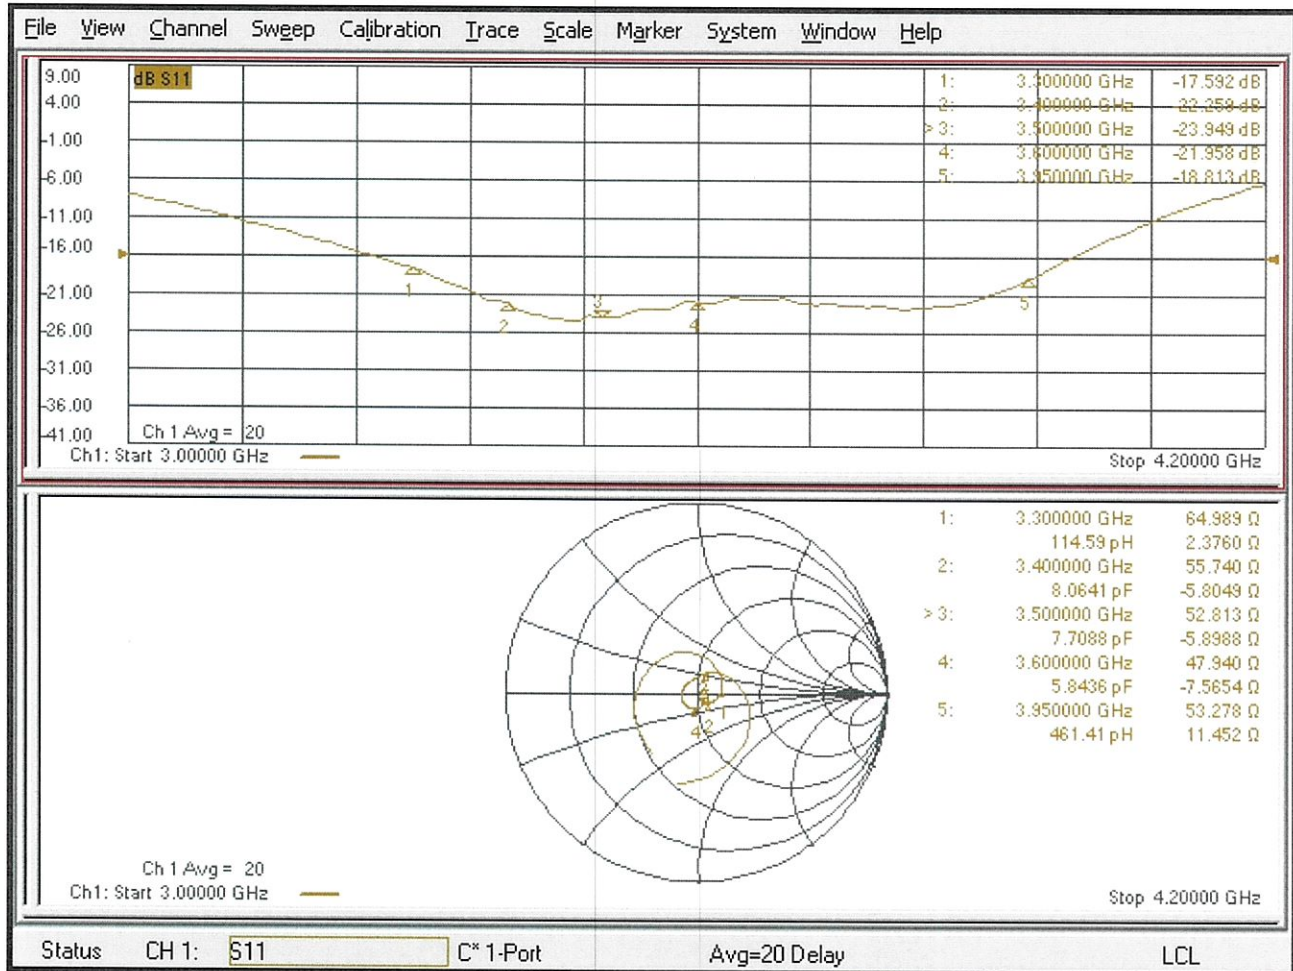 File View Channel Sweep Calibration Trace Scale Marker System Window Help
9.00
4.00
-1.00
-6.00
-11.00
-16.00
-21.00
-26.00
-31.00
-36.00
-41.00
dB S11
1: 3.300000 GHz -17.592 dB
2: 3.400000 GHz -22.259 dB
> 3: 3.500000 GHz -23.949 dB
4: 3.600000 GHz -21.958 dB
5: 3.950000 GHz -18.813 dB
1
2
3
4
5
Ch 1 Avg = 20
Ch1: Start 3.00000 GHz
Stop 4.20000 GHz
1: 3.300000 GHz 64.989 Ω
114.59 pH 2.3760 Ω
2: 3.400000 GHz 55.740 Ω
8.0641 pF -5.8049 Ω
> 3: 3.500000 GHz 52.813 Ω
7.7088 pF -5.8988 Ω
4: 3.600000 GHz 47.940 Ω
5.8436 pF -7.5654 Ω
5: 3.950000 GHz 53.278 Ω
461.41 pH 11.452 Ω
1
4 2
Ch 1 Avg = 20
Ch1: Start 3.00000 GHz
Stop 4.20000 GHz
Status CH 1: S11 C* 1-Port Avg=20 Delay LCL